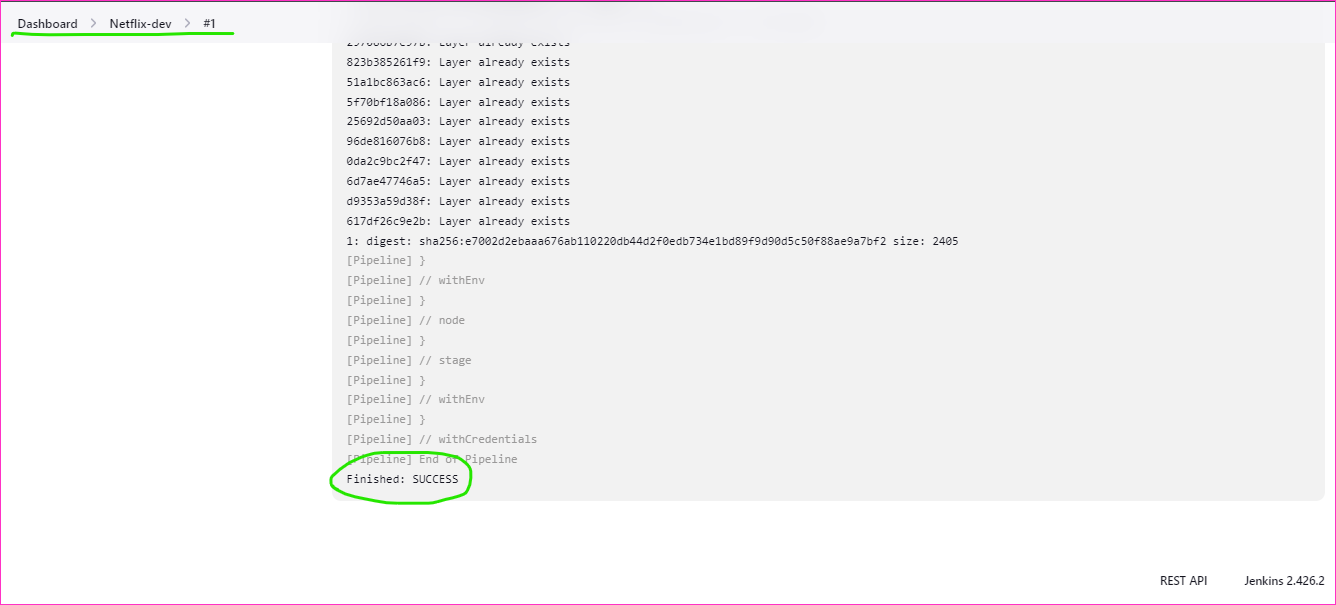 Dashboard > Netflix-dev > #1
Layer already exists
823b385261f9: Layer already exists
51a1bc863ac6: Layer already exists
5f70bf18a086: Layer already exists
25692d50aa03: Layer already exists
96de816076b8: Layer already exists
0da2c9bc2f47: Layer already exists
6d7ae47746a5: Layer already exists
d9353a59d38f: Layer already exists
617df26c9e2b: Layer already exists
1: digest: sha256:e7002d2ebaaa676ab110220db44d2f0edb734e1bd89f9d90d5c50f88ae9a7bf2 size: 2405
[Pipeline] }
[Pipeline] // withEnv
[Pipeline] }
[Pipeline] // node
[Pipeline] }
[Pipeline] // stage
[Pipeline] }
[Pipeline] // withEnv
[Pipeline] }
[Pipeline] // withCredentials
[Pipeline] End of Pipeline
Finished: SUCCESS
REST API Jenkins 2.426.2